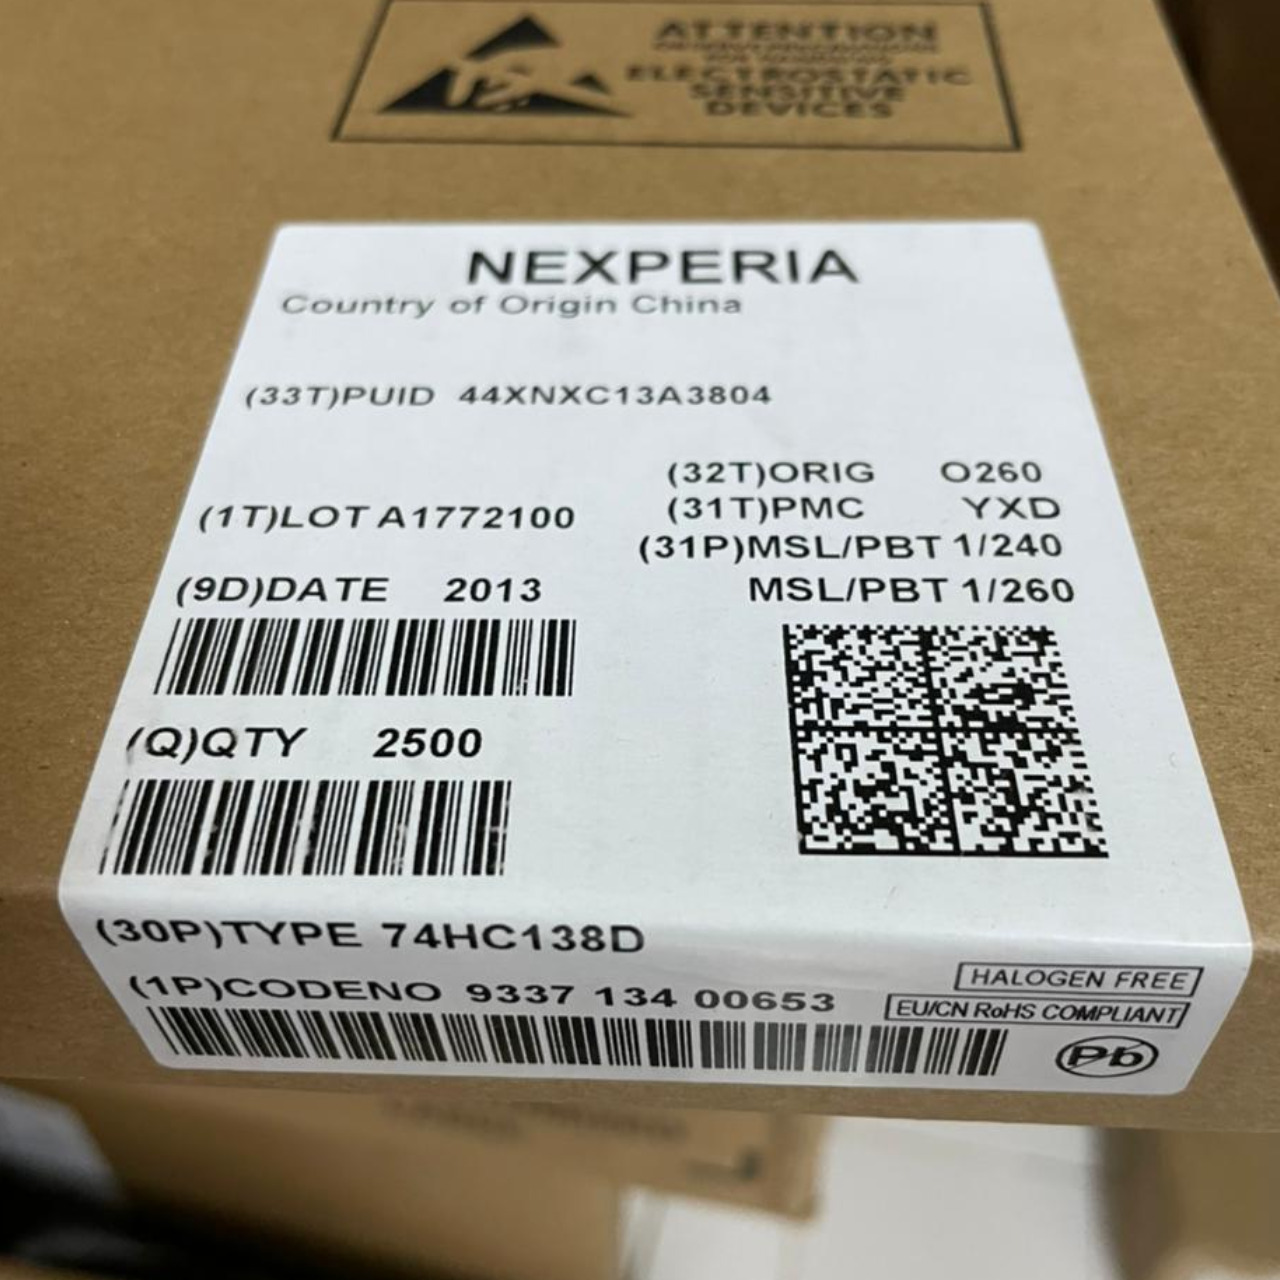 ATTENTION
ELECTROSTATIC
SENSITIVE
DEVICES
NEXPERIA
Country of Origin China
(33T)PUID 44XNXC13A3804
(32T)ORIG O260
(31T)PMC YXD
(1T)LOT A1772100
(31P)MSL/PBT 1/240
(9D)DATE 2013
MSL/PBT 1/260
(Q)QTY 2500
(30P)TYPE 74HC138D
(1P)CODENO 9337 134 00653
HALOGEN FREE
EU/CN RoHS COMPLIANT
Pb